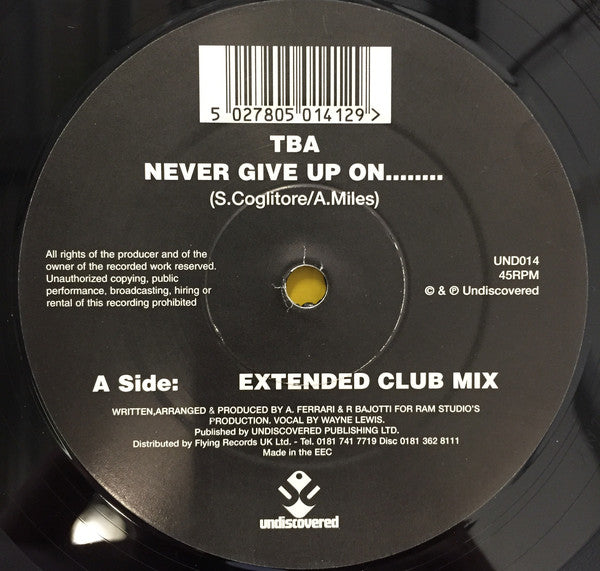 5 027805 014129 >
TBA
NEVER GIVE UP ON........
(S.Coglitore/A.Miles)
All rights of the producer and of the
owner of the recorded work reserved.
Unauthorized copying, public
performance, broadcasting, hiring or
rental of this recording prohibited
UND014
45RPM
© & ℗ Undiscovered
A Side: EXTENDED CLUB MIX
WRITTEN,ARRANGED & PRODUCED BY A. FERRARI & R BAJOTTI FOR RAM STUDIO'S
PRODUCTION. VOCAL BY WAYNE LEWIS.
Published by UNDISCOVERED PUBLISHING LTD.
Distributed by Flying Records UK Ltd. - Tel. 0181 741 7719 Disc 0181 362 8111
Made in the EEC
undiscovered